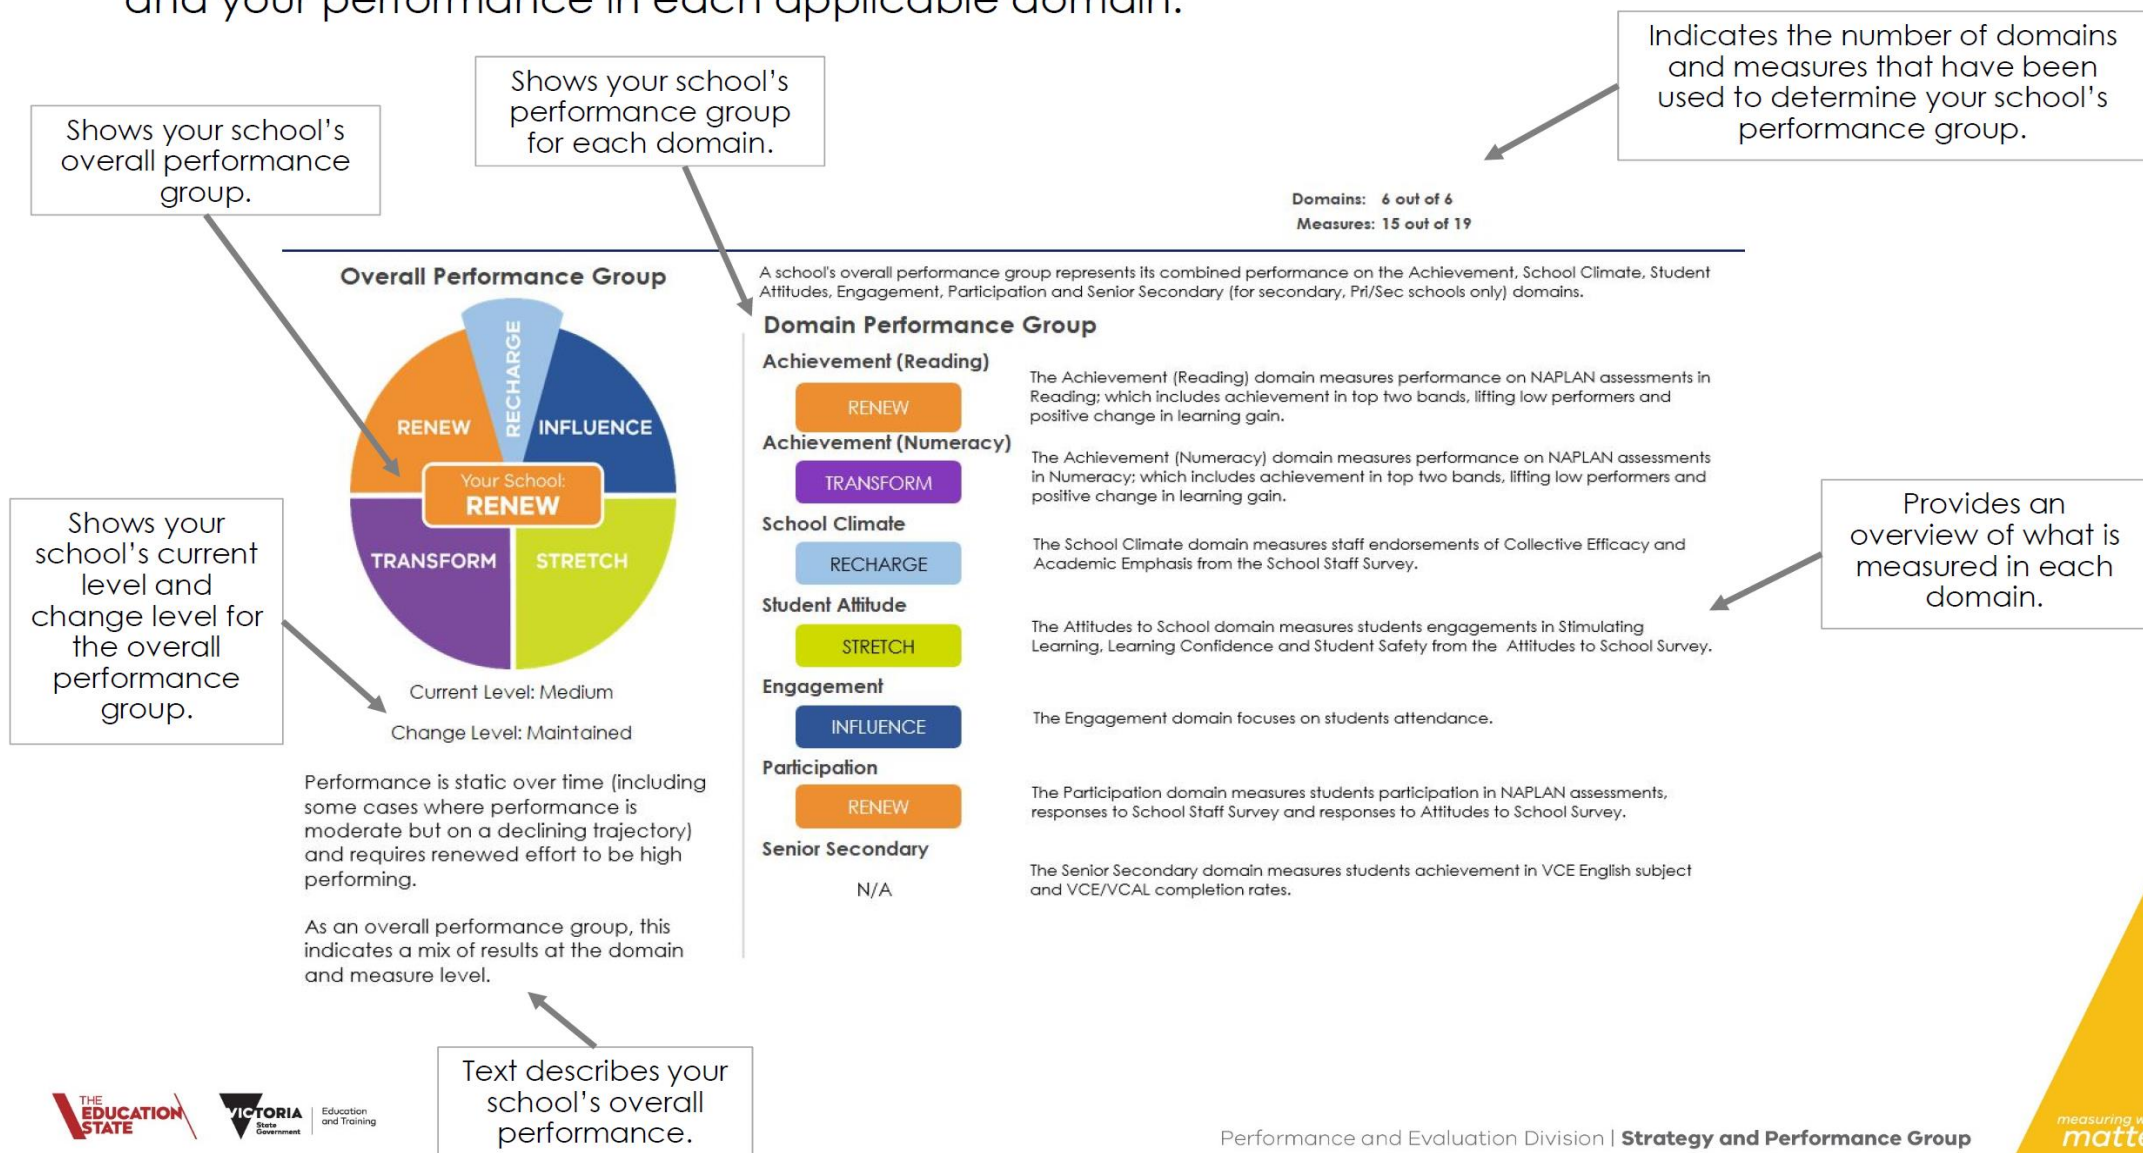 and your performance in each applicable domain.
Indicates the number of domains
and measures that have been
used to determine your school's
performance group.
Shows your school's
performance group
for each domain.
Shows your school's
overall performance
group.
Domains: 6 out of 6
Measures: 15 out of 19
Overall Performance Group
A school's overall performance group represents its combined performance on the Achievement, School Climate, Student
Attitudes, Engagement, Participation and Senior Secondary (for secondary, Pri/Sec schools only) domains.
RECHARGE
RENEW
INFLUENCE
Your School:
RENEW
TRANSFORM
STRETCH
Shows your
school's current
level and
change level for
the overall
performance
group.
Current Level: Medium
Change Level: Maintained
Performance is static over time (including
some cases where performance is
moderate but on a declining trajectory)
and requires renewed effort to be high
performing.
As an overall performance group, this
indicates a mix of results at the domain
and measure level.
Domain Performance Group
Achievement (Reading)
RENEW
The Achievement (Reading) domain measures performance on NAPLAN assessments in
Reading; which includes achievement in top two bands, lifting low performers and
positive change in learning gain.
Achievement (Numeracy)
TRANSFORM
The Achievement (Numeracy) domain measures performance on NAPLAN assessments
in Numeracy; which includes achievement in top two bands, lifting low performers and
positive change in learning gain.
School Climate
RECHARGE
The School Climate domain measures staff endorsements of Collective Efficacy and
Academic Emphasis from the School Staff Survey.
Student Attitude
STRETCH
The Attitudes to School domain measures students engagements in Stimulating
Learning, Learning Confidence and Student Safety from the Attitudes to School Survey.
Engagement
INFLUENCE
The Engagement domain focuses on students attendance.
Participation
RENEW
The Participation domain measures students participation in NAPLAN assessments,
responses to School Staff Survey and responses to Attitudes to School Survey.
Senior Secondary
N/A
The Senior Secondary domain measures students achievement in VCE English subject
and VCE/VCAL completion rates.
Provides an
overview of what is
measured in each
domain.
Text describes your
school's overall
performance.
THE
EDUCATION
STATE
VICTORIA
State
Government
Education
and Training
Performance and Evaluation Division | Strategy and Performance Group
measuring